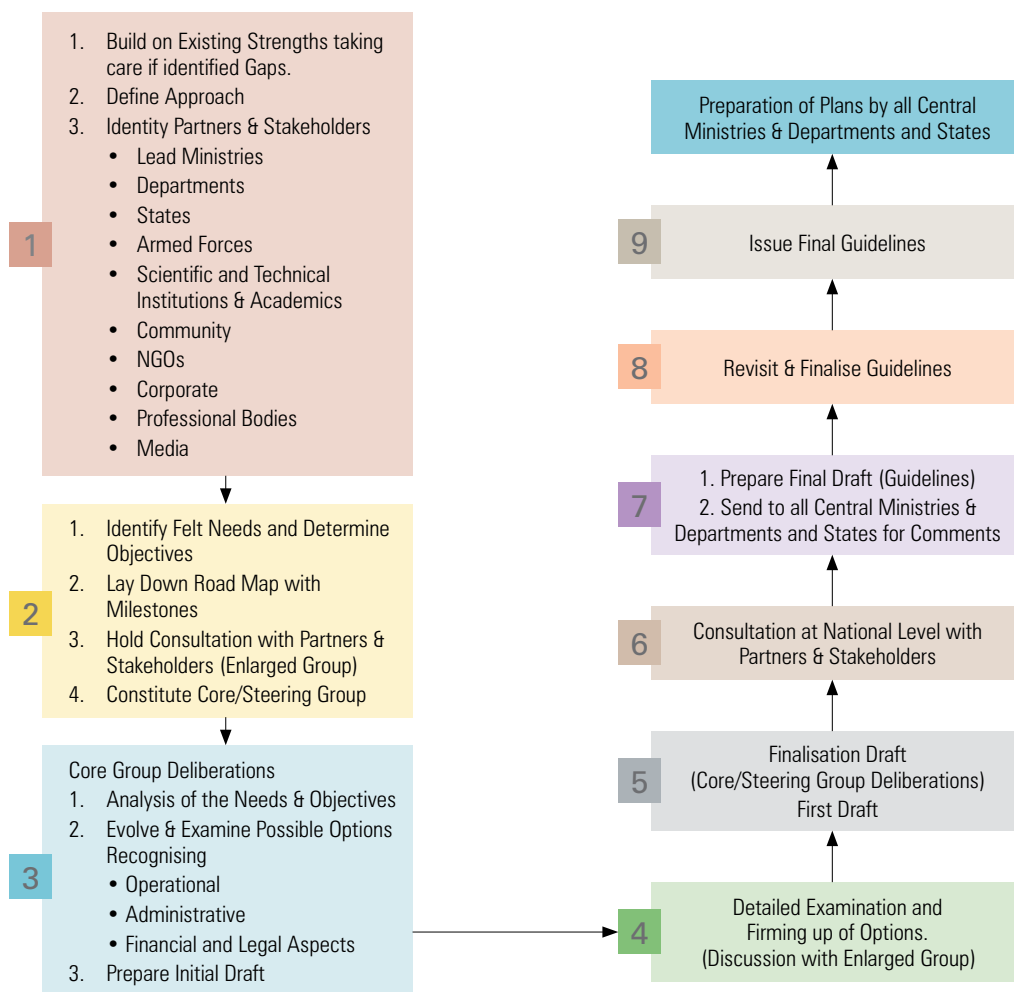 1
1. Build on Existing Strengths taking
care if identified Gaps.
2. Define Approach
3. Identity Partners & Stakeholders
• Lead Ministries
• Departments
• States
• Armed Forces
• Scientific and Technical
Institutions & Academics
• Community
• NGOs
• Corporate
• Professional Bodies
• Media
2
1. Identify Felt Needs and Determine
Objectives
2. Lay Down Road Map with
Milestones
3. Hold Consultation with Partners &
Stakeholders (Enlarged Group)
4. Constitute Core/Steering Group
3
Core Group Deliberations
1. Analysis of the Needs & Objectives
2. Evolve & Examine Possible Options
Recognising
• Operational
• Administrative
• Financial and Legal Aspects
3. Prepare Initial Draft
4
Detailed Examination and
Firming up of Options.
(Discussion with Enlarged Group)
5
Finalisation Draft
(Core/Steering Group Deliberations)
First Draft
6
Consultation at National Level with
Partners & Stakeholders
7
1. Prepare Final Draft (Guidelines)
2. Send to all Central Ministries &
Departments and States for Comments
8
Revisit & Finalise Guidelines
9
Issue Final Guidelines
Preparation of Plans by all Central
Ministries & Departments and States